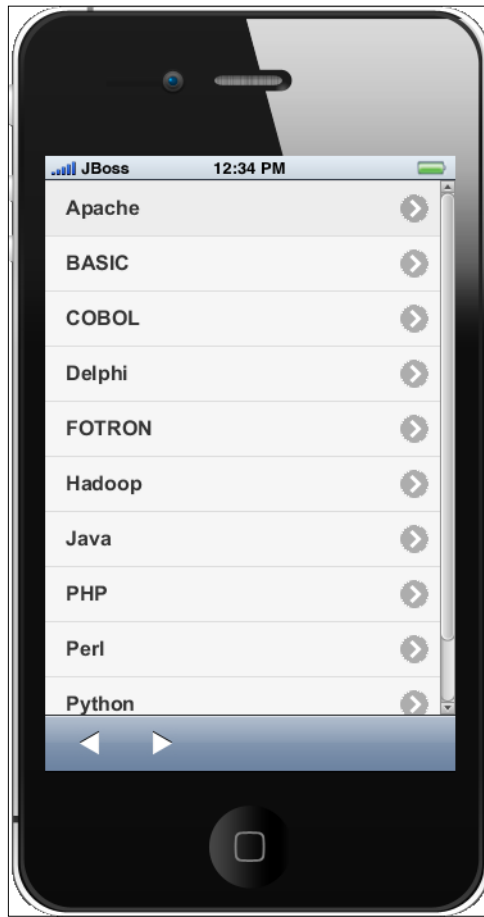 JBoss 12:34 PM
Apache
BASIC
COBOL
Delphi
FOTRON
Hadoop
Java
PHP
Perl
Python